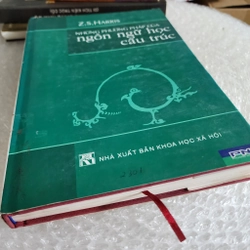 Z.S.HARRIS
NHỮNG PHƯƠNG PHÁP CỦA
ngôn ngữ học
cấu trúc
NHÀ XUẤT BẢN KHOA HỌC XÃ HỘI